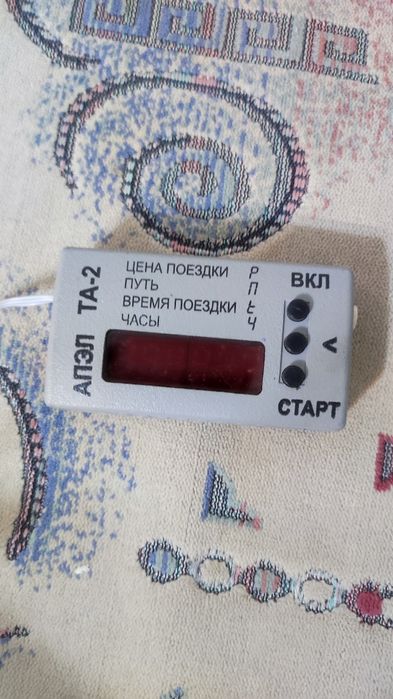 АПЭЛ ТА-2
ЦЕНА ПОЕЗДКИ Р
ПУТЬ П
ВРЕМЯ ПОЕЗДКИ t
ЧАСЫ Ч
ВКЛ
<
СТАРТ